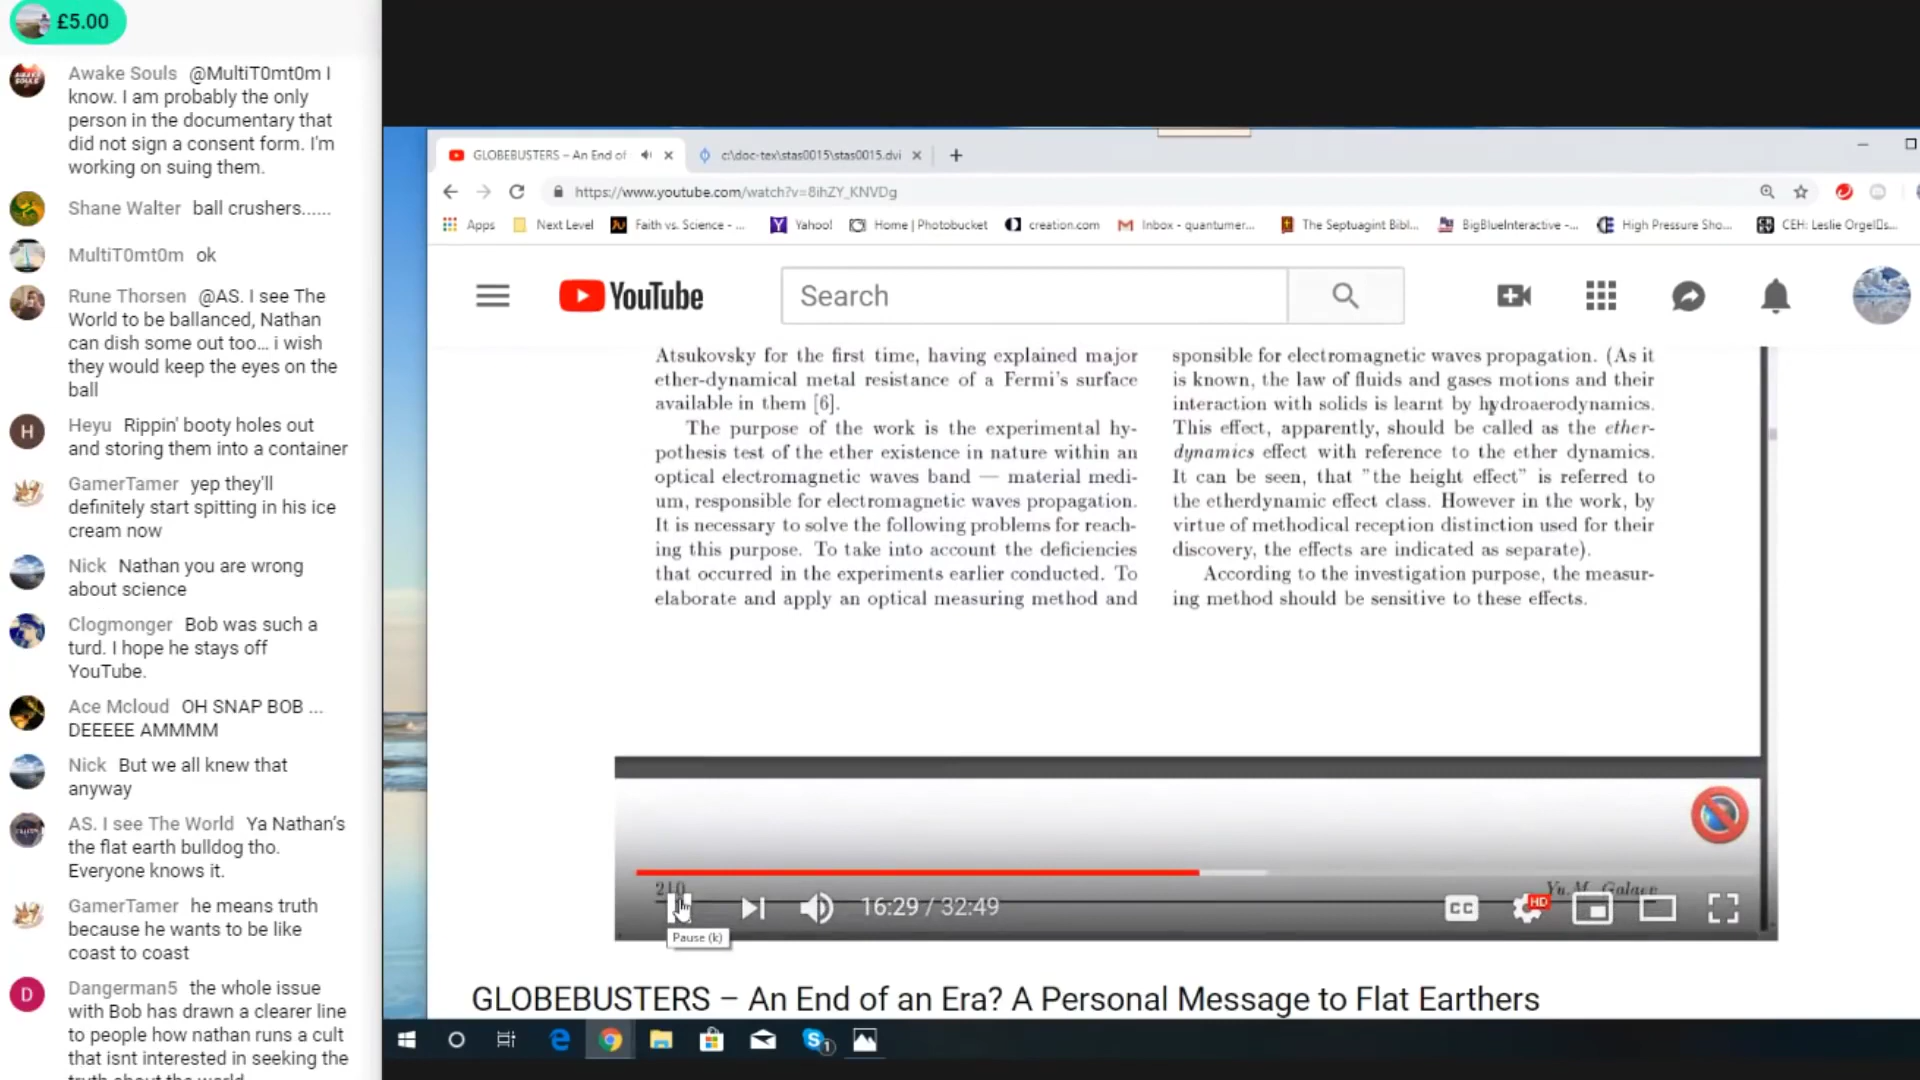 £5.00
Awake Souls @MultiT0mt0m I
know. I am probably the only
person in the documentary that
did not sign a consent form. I'm
working on suing them.
Shane Walter ball crushers......
MultiT0mt0m ok
Rune Thorsen @AS. I see The
World to be ballanced, Nathan
can dish some out too... i wish
they would keep the eyes on the
ball
H
Heyu Rippin' booty holes out
and storing them into a container
GamerTamer yep they'll
definitely start spitting in his ice
cream now
Nick Nathan you are wrong
about science
Clogmonger Bob was such a
turd. I hope he stays off
YouTube.
Ace Mcloud OH SNAP BOB ...
DEEEEE AMMMM
Nick But we all knew that
anyway
AS. I see The World Ya Nathan's
the flat earth bulldog tho.
Everyone knows it.
GamerTamer he means truth
because he wants to be like
coast to coast
D
Dangerman5 the whole issue
with Bob has drawn a clearer line
to people how nathan runs a cult
that isnt interested in seeking the
truth about the world
GLOBEBUSTERS – An End of
c:\doc-tex\stas0015\stas0015.dvi
https://www.youtube.com/watch?v=8ihZY_KNVDg
Apps Next Level Faith vs. Science - ... Yahoo! Home | Photobucket creation.com Inbox - quantumer... The Septuagint Bibl... BigBlueInteractive -... High Pressure Sho... CEH: Leslie Orgel□s...
YouTube
Search
Atsukovsky for the first time, having explained major
ether-dynamical metal resistance of a Fermi's surface
available in them [6].
The purpose of the work is the experimental hy-
pothesis test of the ether existence in nature within an
optical electromagnetic waves band — material medi-
um, responsible for electromagnetic waves propagation.
It is necessary to solve the following problems for reach-
ing this purpose. To take into account the deficiencies
that occurred in the experiments earlier conducted. To
elaborate and apply an optical measuring method and
sponsible for electromagnetic waves propagation. (As it
is known, the law of fluids and gases motions and their
interaction with solids is learnt by hydroaerodynamics.
This effect, apparently, should be called as the ether-
dynamics effect with reference to the ether dynamics.
It can be seen, that "the height effect" is referred to
the etherdynamic effect class. However in the work, by
virtue of methodical reception distinction used for their
discovery, the effects are indicated as separate).
According to the investigation purpose, the measur-
ing method should be sensitive to these effects.
210
Yu.M. Galaev
16:29 / 32:49
CC
HD
Pause (k)
GLOBEBUSTERS – An End of an Era? A Personal Message to Flat Earthers
1